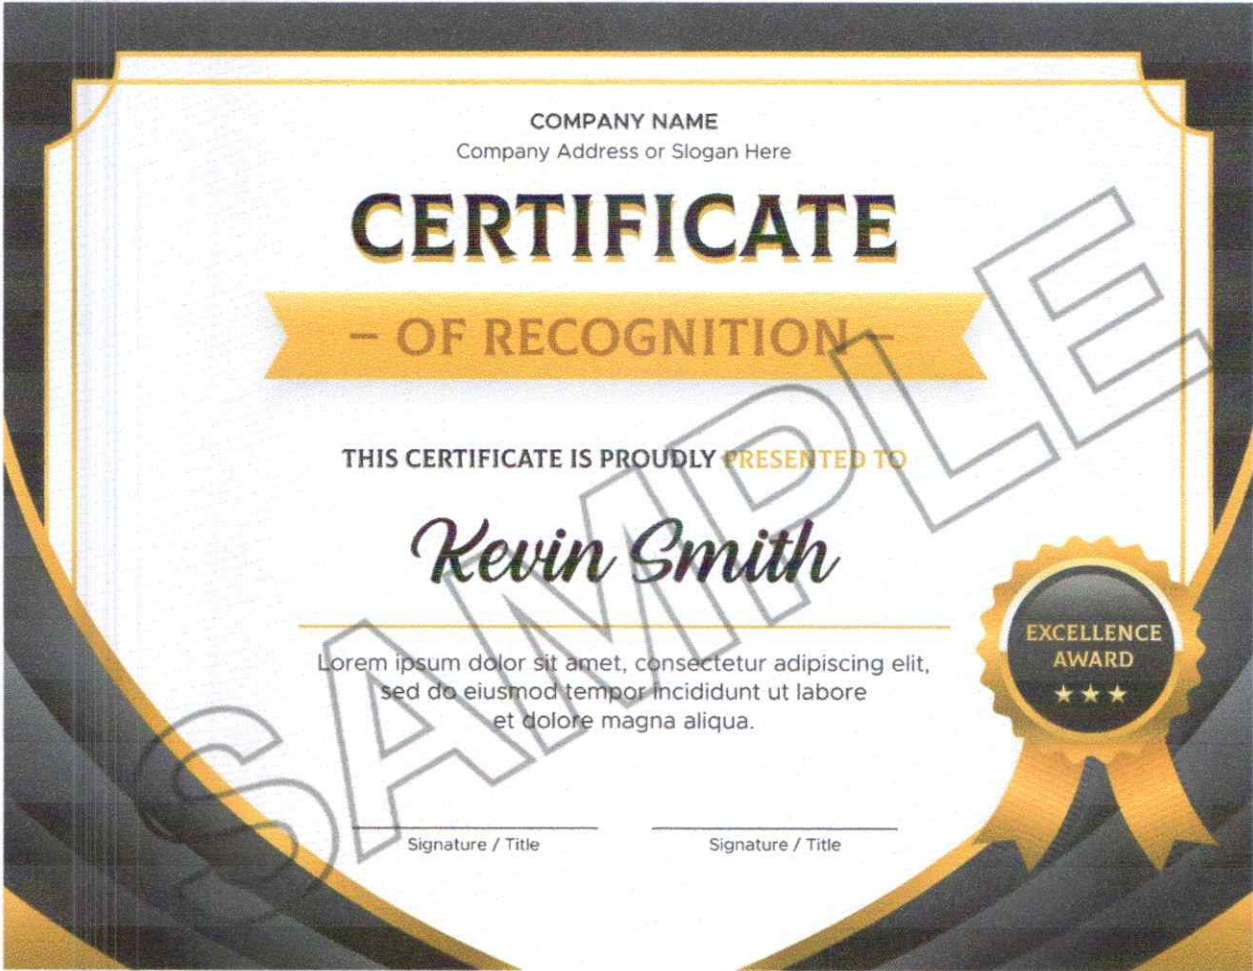 COMPANY NAME
Company Address or Slogan Here
CERTIFICATE
– OF RECOGNITION –
THIS CERTIFICATE IS PROUDLY PRESENTED TO
Kevin Smith
Lorem ipsum dolor sit amet, consectetur adipiscing elit,
sed do eiusmod tempor incididunt ut labore
et dolore magna aliqua.
EXCELLENCE
AWARD
Signature / Title
Signature / Title
SAMPLE